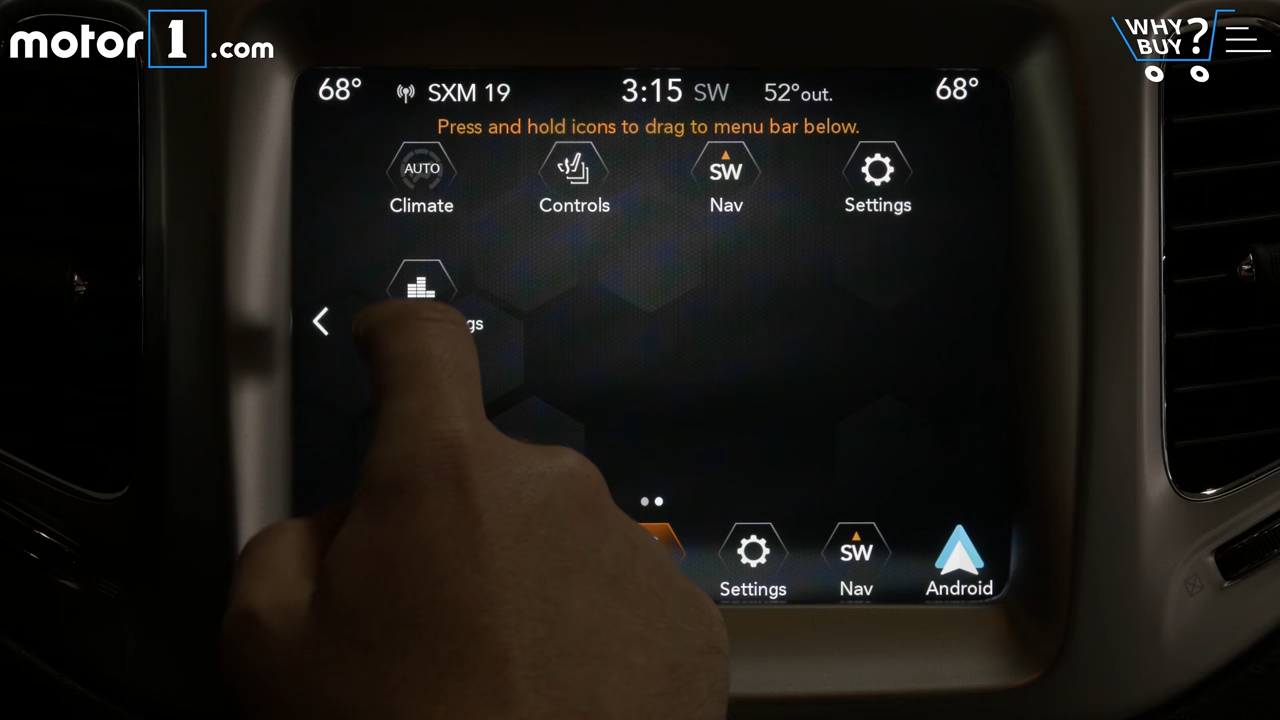 motor1.com
WHY BUY?
68° SXM 19 3:15 SW 52°out. 68°
Press and hold icons to drag to menu bar below.
AUTO SW
Climate Controls Nav Settings
SW
Settings Nav Android